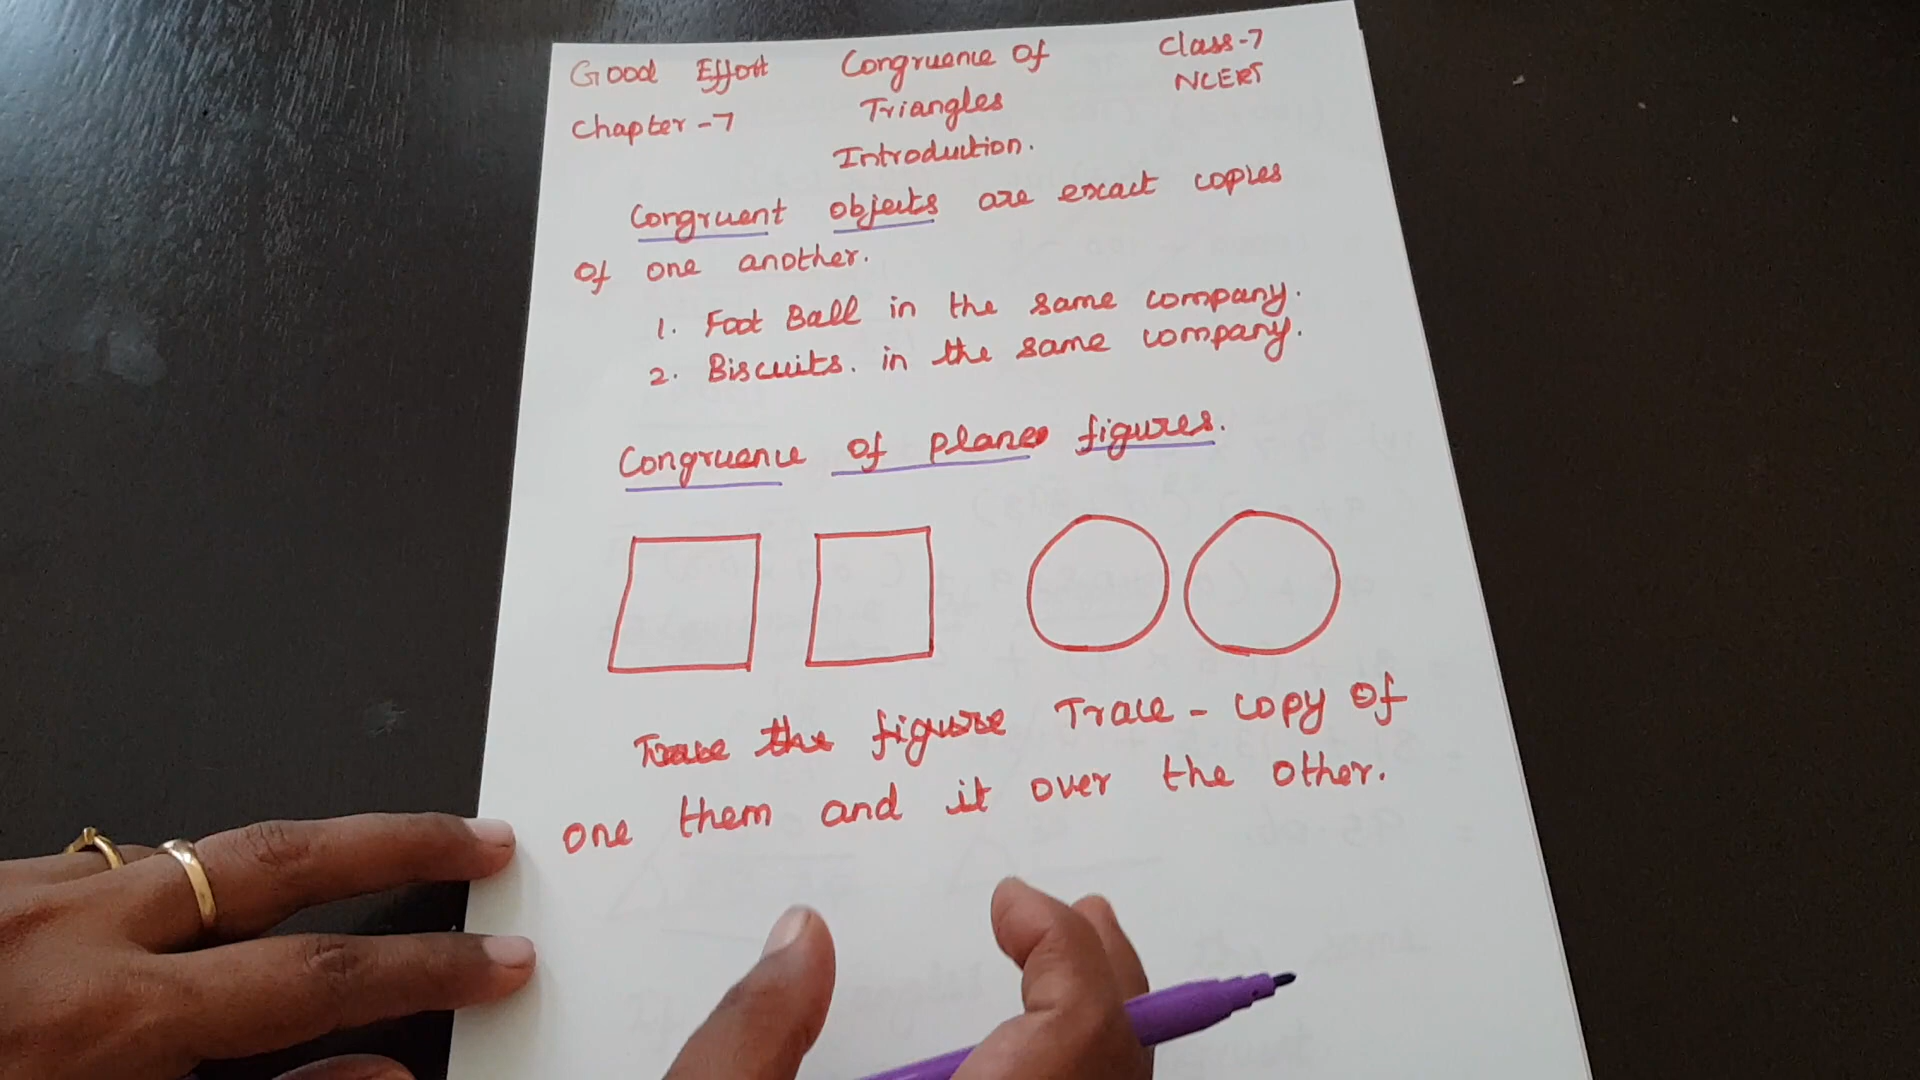 Good Effort Congruence Of Class-7
Chapter-7 Triangles NCERT
Introduction.
Congruent objects are exact copies
of one another.
1. Foot Ball in the same company.
2. Biscuits. in the same company.
Congruence of plane figures.
Trace the figure Trace - copy of
one them and it over the other.